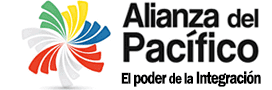 Alianza del
Pacífico
El poder de la Integración